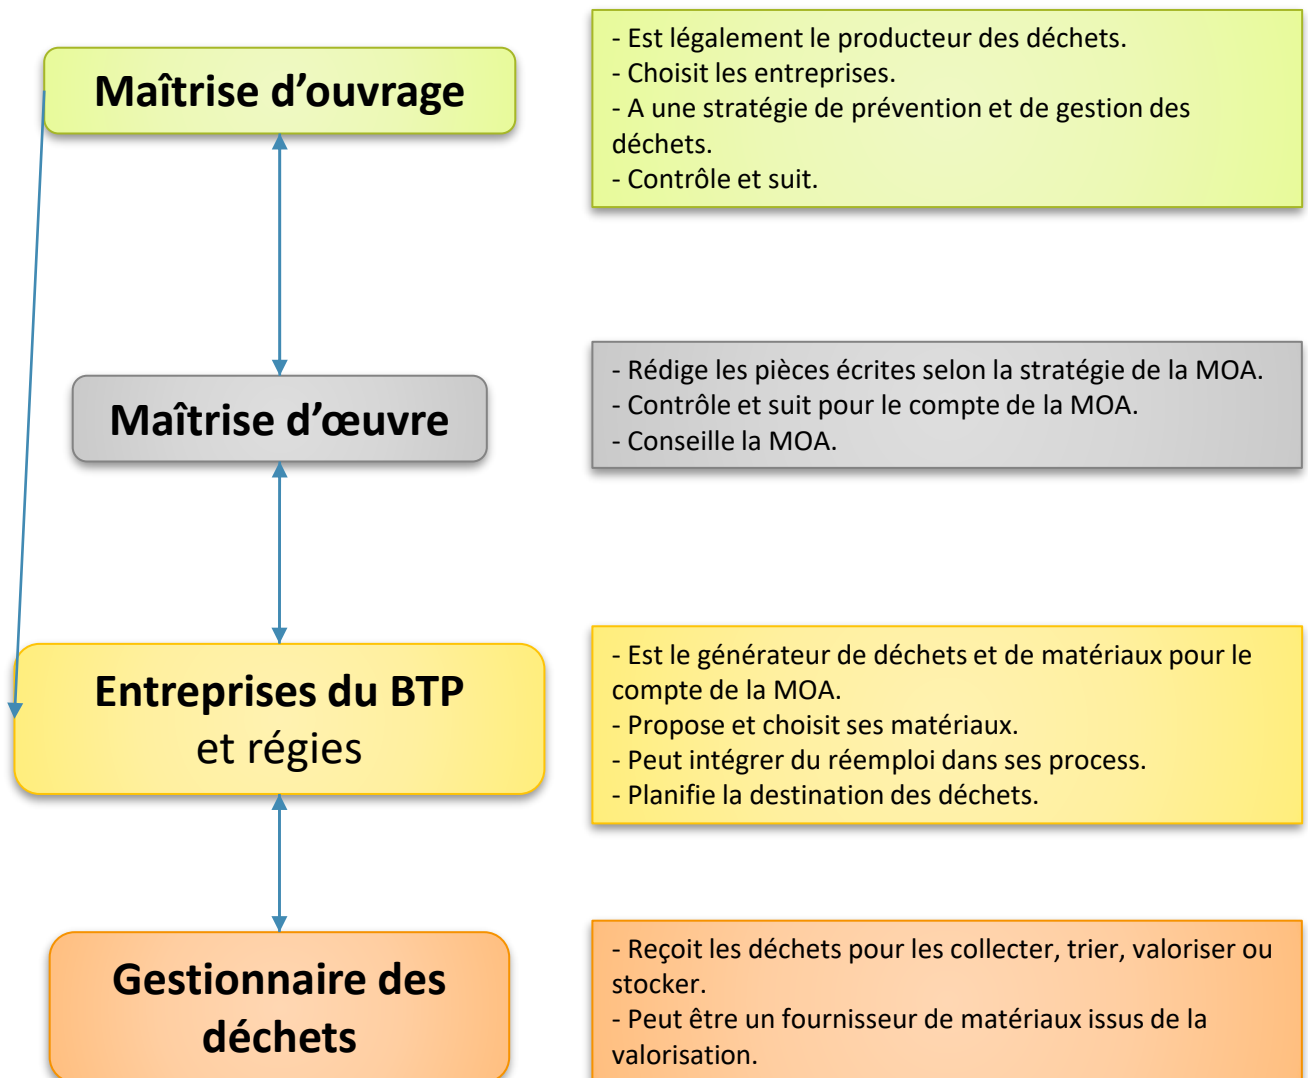 Maîtrise d’ouvrage
- Est légalement le producteur des déchets.
- Choisit les entreprises.
- A une stratégie de prévention et de gestion des
déchets.
- Contrôle et suit.
Maîtrise d’œuvre
- Rédige les pièces écrites selon la stratégie de la MOA.
- Contrôle et suit pour le compte de la MOA.
- Conseille la MOA.
Entreprises du BTP
et régies
- Est le générateur de déchets et de matériaux pour le
compte de la MOA.
- Propose et choisit ses matériaux.
- Peut intégrer du réemploi dans ses process.
- Planifie la destination des déchets.
Gestionnaire des
déchets
- Reçoit les déchets pour les collecter, trier, valoriser ou
stocker.
- Peut être un fournisseur de matériaux issus de la
valorisation.